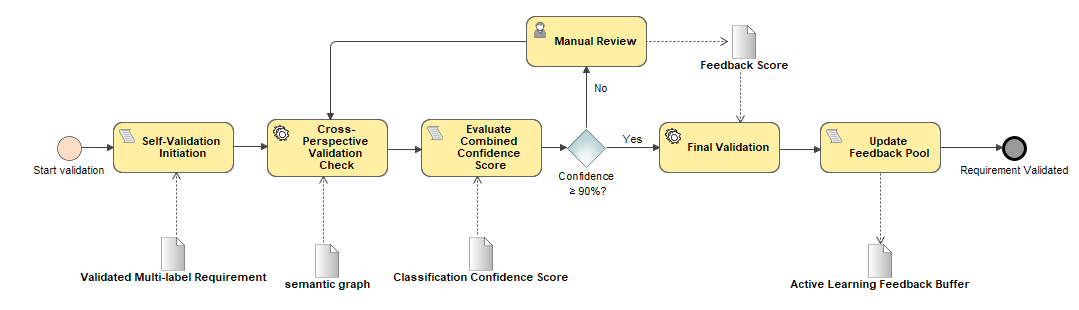 Manual Review
Feedback Score
No
Self-Validation
Initiation
Cross-
Perspective
Validation
Check
Evaluate
Combined
Confidence
Score
Yes
Final Validation
Update
Feedback Pool
Start validation
Confidence
≥ 90%?
Requirement Validated
Validated Multi-label Requirement
semantic graph
Classification Confidence Score
Active Learning Feedback Buffer